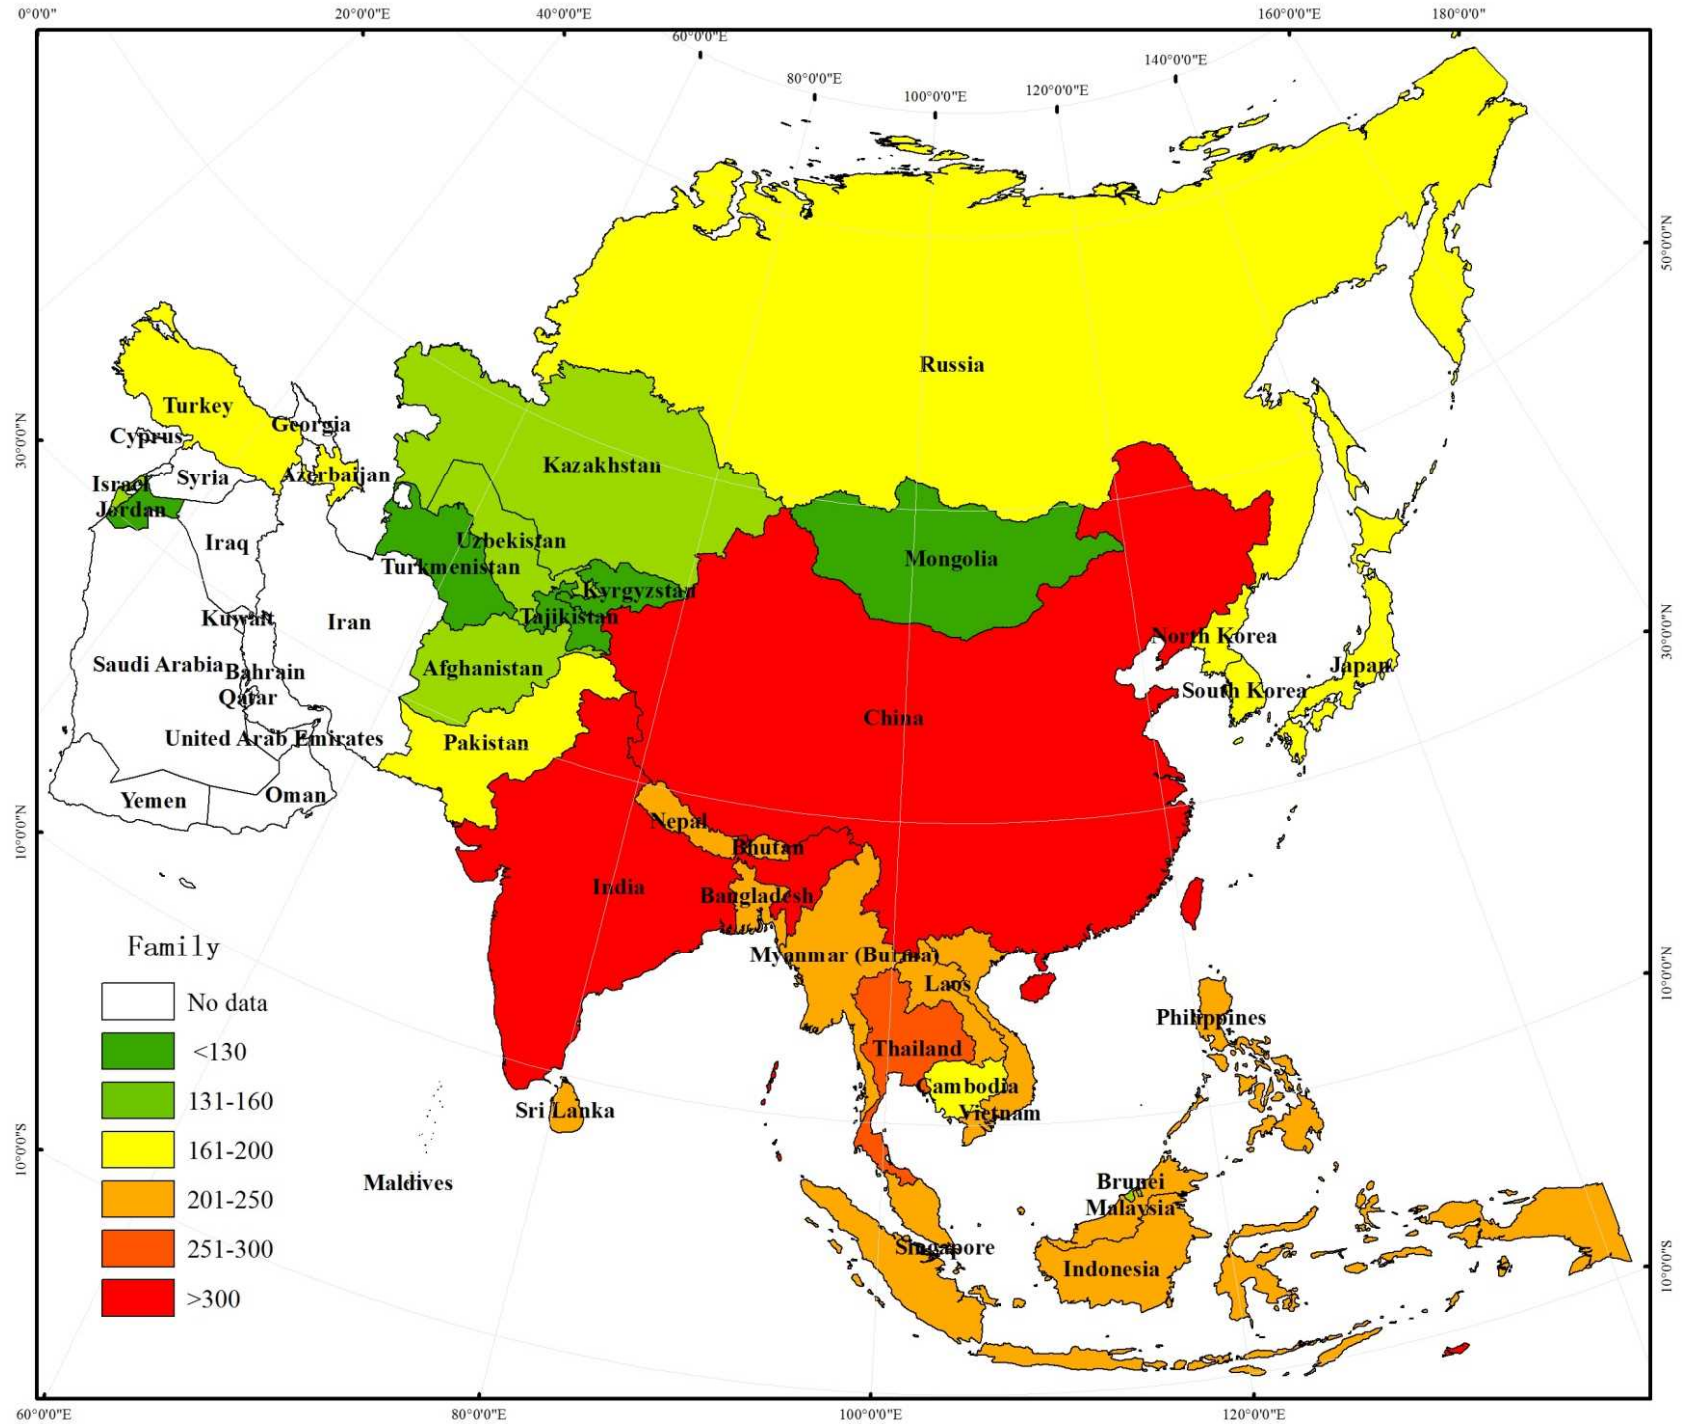 0°0'0" 20°0'0"E 40°0'0"E 160°0'0"E 180°0'0"
60°0'0"E
140°0'0"E
80°0'0"E
100°0'0"E 120°0'0"E
50°0'0"N
Russia
Turkey
30°0'0"N
Georgia
Cyprus
Kazakhstan
Syria
Azerbaijan
Israel
Jordan
Iraq
Uzbekistan
Mongolia
Turkmenistan
Kyrgyzstan
Kuwait
Tajikistan
Iran
30°0'0"N
North Korea
Saudi Arabia
Afghanistan
Japan
Bahrain
Qatar
South Korea
China
United Arab Emirates
Pakistan
Yemen
Oman
10°0'0"N
Nepal
Bhutan
India
Bangladesh
Family
Myanmar (Burma)
10°0'0"N
Laos
No data
Philippines
<130
Thailand
Cambodia
131-160
Sri Lanka
Vietnam
10°0'0"S
161-200
Maldives
Brunei
201-250
Malaysia
Singapore
251-300
Indonesia
10°0'0"S
>300
60°0'0"E 80°0'0"E 100°0'0"E 120°0'0"E